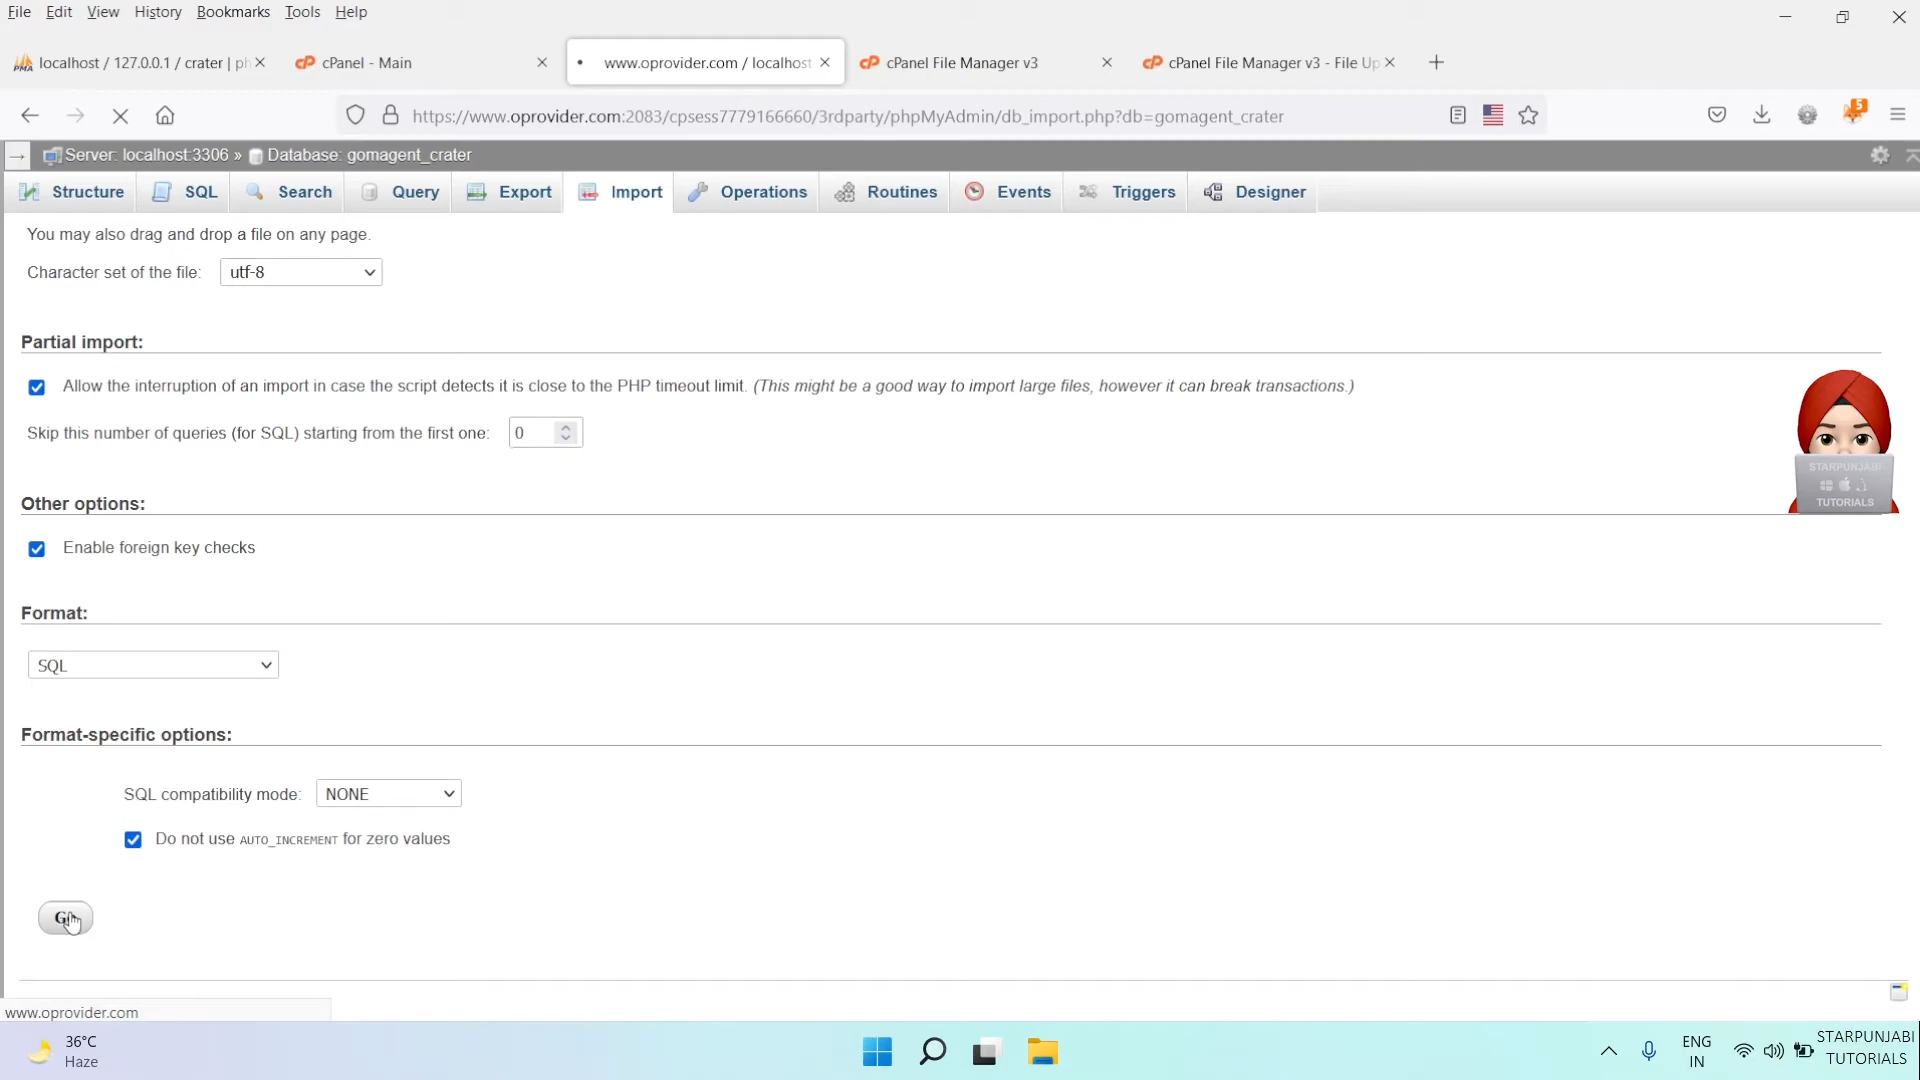 File Edit View History Bookmarks Tools Help
localhost / 127.0.0.1 / crater | ph
cPanel - Main
www.oprovider.com / localhost
cPanel File Manager v3
cPanel File Manager v3 - File Up
https://www.oprovider.com:2083/cpsess7779166660/3rdparty/phpMyAdmin/db_import.php?db=gomagent_crater
5
Server: localhost:3306 » Database: gomagent_crater
Structure SQL Search Query Export Import Operations Routines Events Triggers Designer
You may also drag and drop a file on any page.
Character set of the file: utf-8
Partial import:
Allow the interruption of an import in case the script detects it is close to the PHP timeout limit. (This might be a good way to import large files, however it can break transactions.)
Skip this number of queries (for SQL) starting from the first one: 0
STARPUNJABI
TUTORIALS
Other options:
Enable foreign key checks
Format:
SQL
Format-specific options:
SQL compatibility mode: NONE
Do not use AUTO_INCREMENT for zero values
Go
www.oprovider.com
36°C
Haze
ENG
IN
STARPUNJABI
TUTORIALS